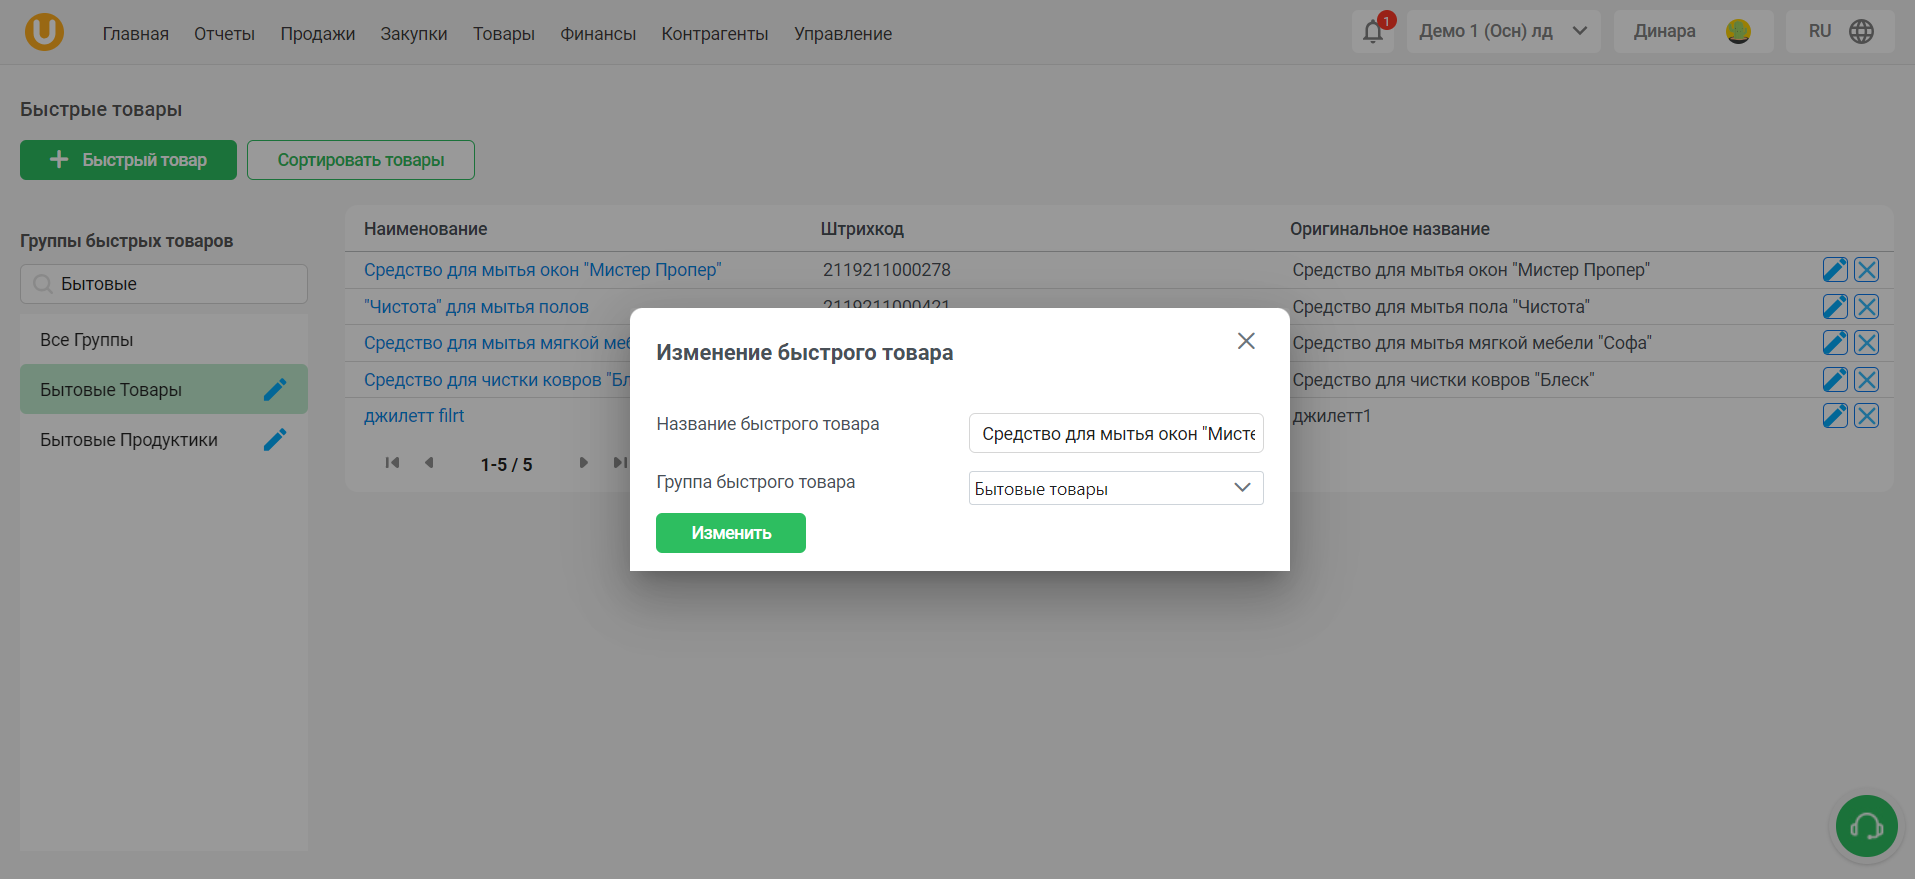 Главная Отчеты Продажи Закупки Товары Финансы Контрагенты Управление 1 Демо 1 (Осн) лд Динара RU
Быстрые товары
Быстрый товар Сортировать товары
Группы быстрых товаров
Бытовые
Все Группы
Бытовые Товары
Бытовые Продуктики
Наименование Штрихкод Оригинальное название
Средство для мытья окон "Мистер Пропер" 2119211000278 Средство для мытья окон "Мистер Пропер"
"Чистота" для мытья полов 2119211000421 Средство для мытья пола "Чистота"
Средство для мытья мягкой меб Средство для мытья мягкой мебели "Софа"
Средство для чистки ковров "Бл Средство для чистки ковров "Блеск"
джилетт filrt джилетт1
1-5 / 5
Изменение быстрого товара
Название быстрого товара Средство для мытья окон "Мисте
Группа быстрого товара Бытовые товары
Изменить